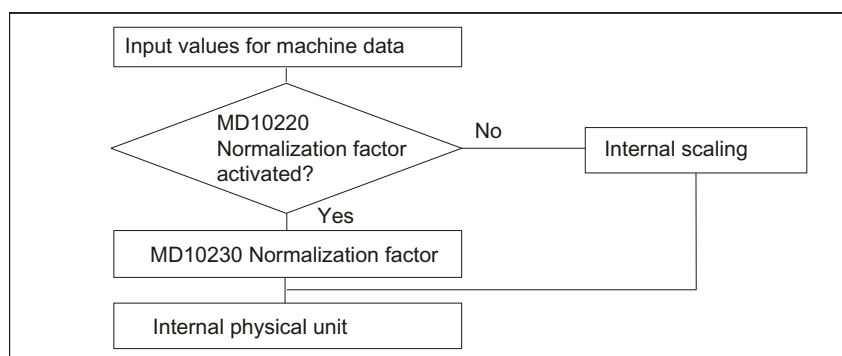 Input values for machine data
MD10220
Normalization factor
activated?
No
Internal scaling
Yes
MD10230 Normalization factor
Internal physical unit